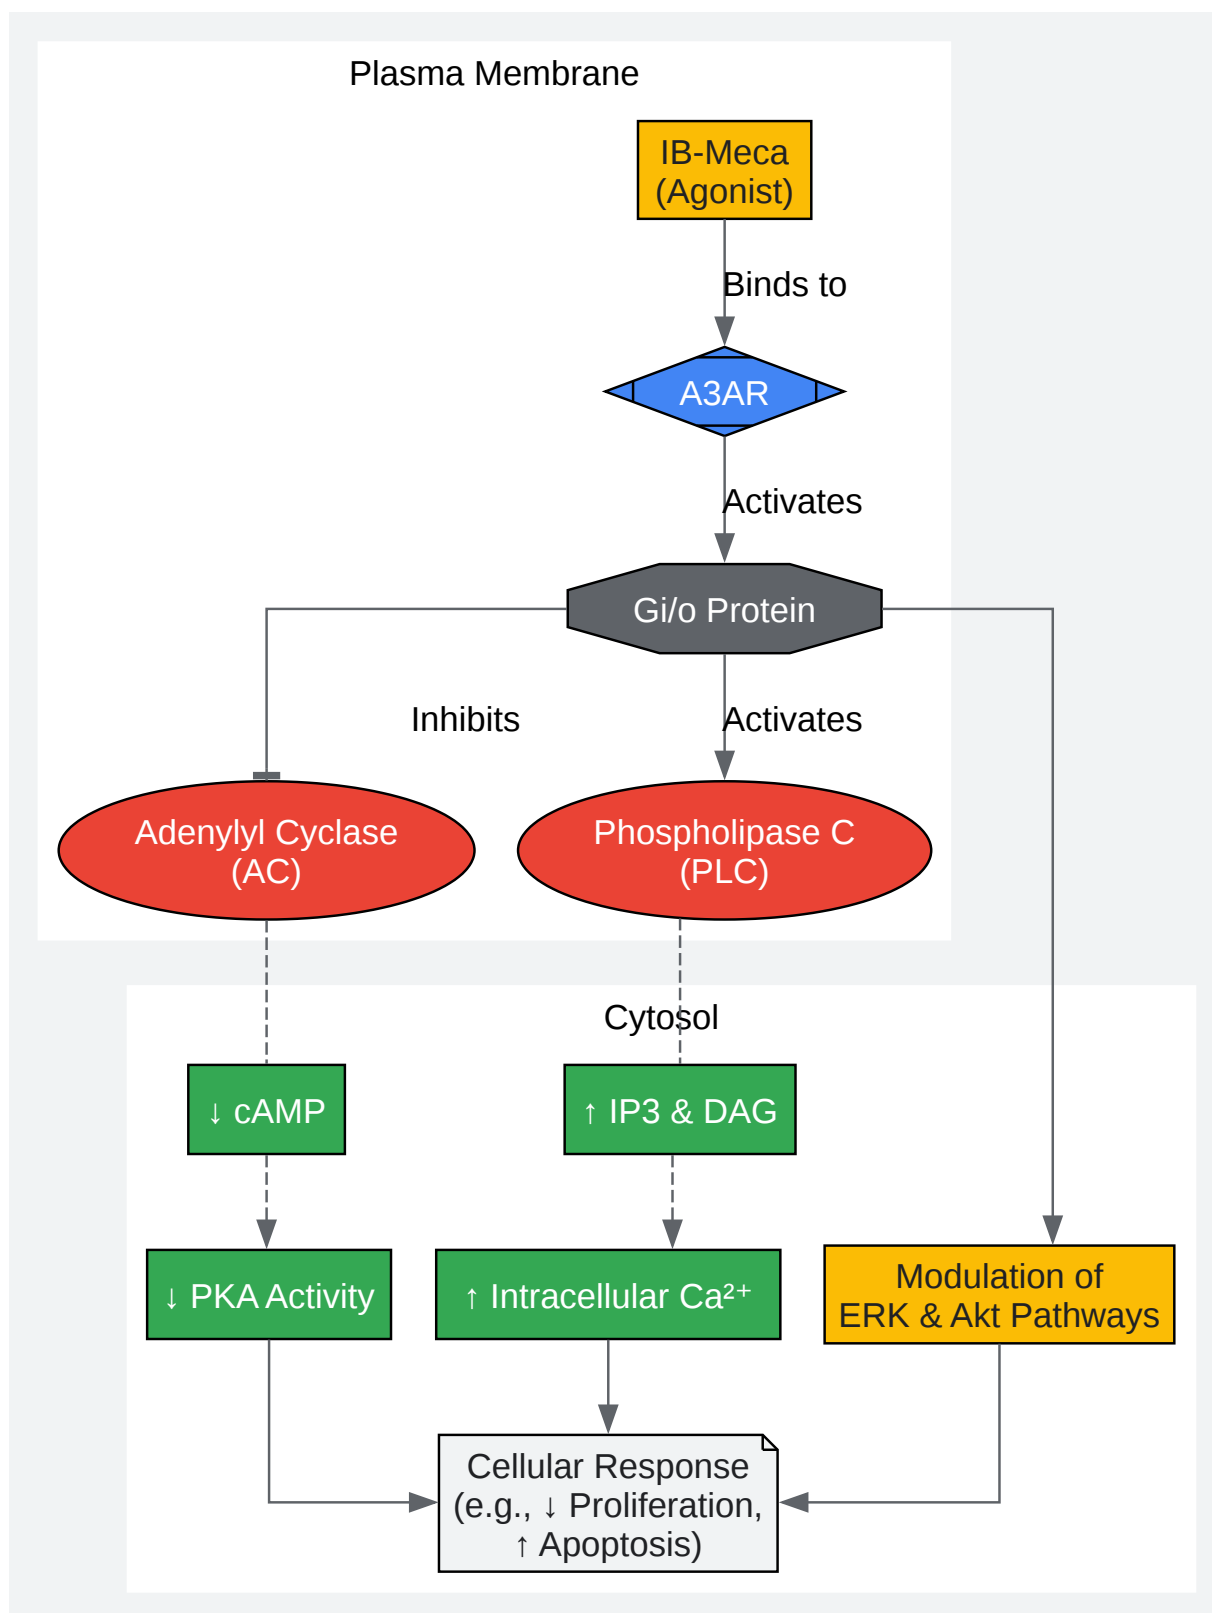 Plasma Membrane
IB-Meca
(Agonist)
Binds to
A3AR
Activates
Gi/o Protein
Inhibits
Activates
Adenylyl Cyclase
(AC)
Phospholipase C
(PLC)
Cytosol
↓ cAMP
↑ IP3 & DAG
↓ PKA Activity
↑ Intracellular Ca²⁺
Modulation of
ERK & Akt Pathways
Cellular Response
(e.g., ↓ Proliferation,
↑ Apoptosis)